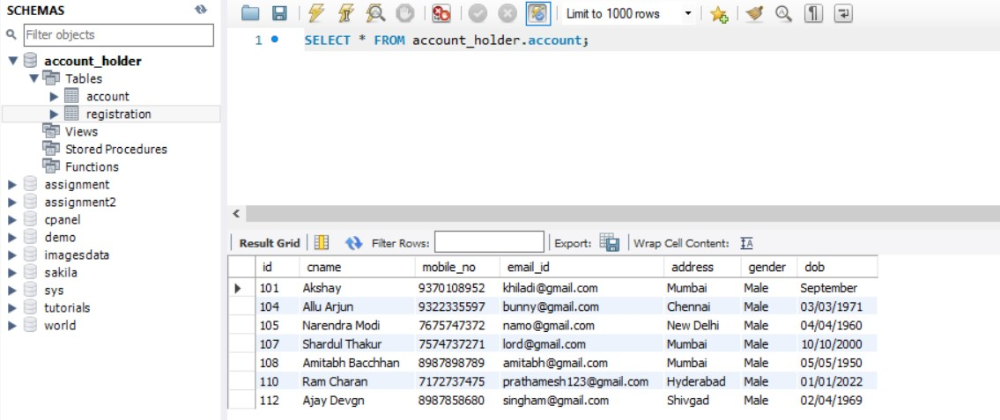 SCHEMAS
Filter objects
account_holder
Tables
account
registration
Views
Stored Procedures
Functions
assignment
assignment2
cpanel
demo
imagesdata
sakila
sys
tutorials
world
Limit to 1000 rows
1 SELECT * FROM account_holder.account;
Result Grid Filter Rows: Export: Wrap Cell Content:
id cname mobile_no email_id address gender dob
101 Akshay 9370108952 khiladi@gmail.com Mumbai Male September
104 Allu Arjun 9322335597 bunny@gmail.com Chennai Male 03/03/1971
105 Narendra Modi 7675747372 namo@gmail.com New Delhi Male 04/04/1960
107 Shardul Thakur 7574737271 lord@gmail.com Mumbai Male 10/10/2000
108 Amitabh Bacchhan 8987898789 amitabh@gmail.com Mumbai Male 05/05/1950
110 Ram Charan 7172737475 prathamesh123@gmail.com Hyderabad Male 01/01/2022
112 Ajay Devgn 8987858680 singham@gmail.com Shivgad Male 02/04/1969